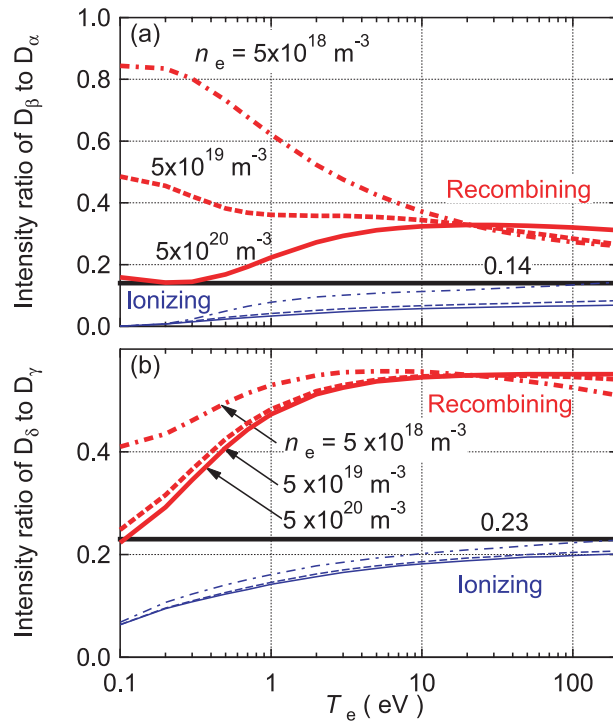 (a)
n e = 5x10^18 m^-3
5x10^19 m^-3
Recombining
5x10^20 m^-3
0.14
Ionizing
1.0
0.8
0.6
0.4
0.2
0.0
Intensity ratio of D_β to D_α
(b)
Recombining
n e = 5 x10^18 m^-3
5 x10^19 m^-3
5 x10^20 m^-3
0.23
Ionizing
0.4
0.2
0.0
Intensity ratio of D_δ to D_γ
0.1 1 10 100
T e ( eV )